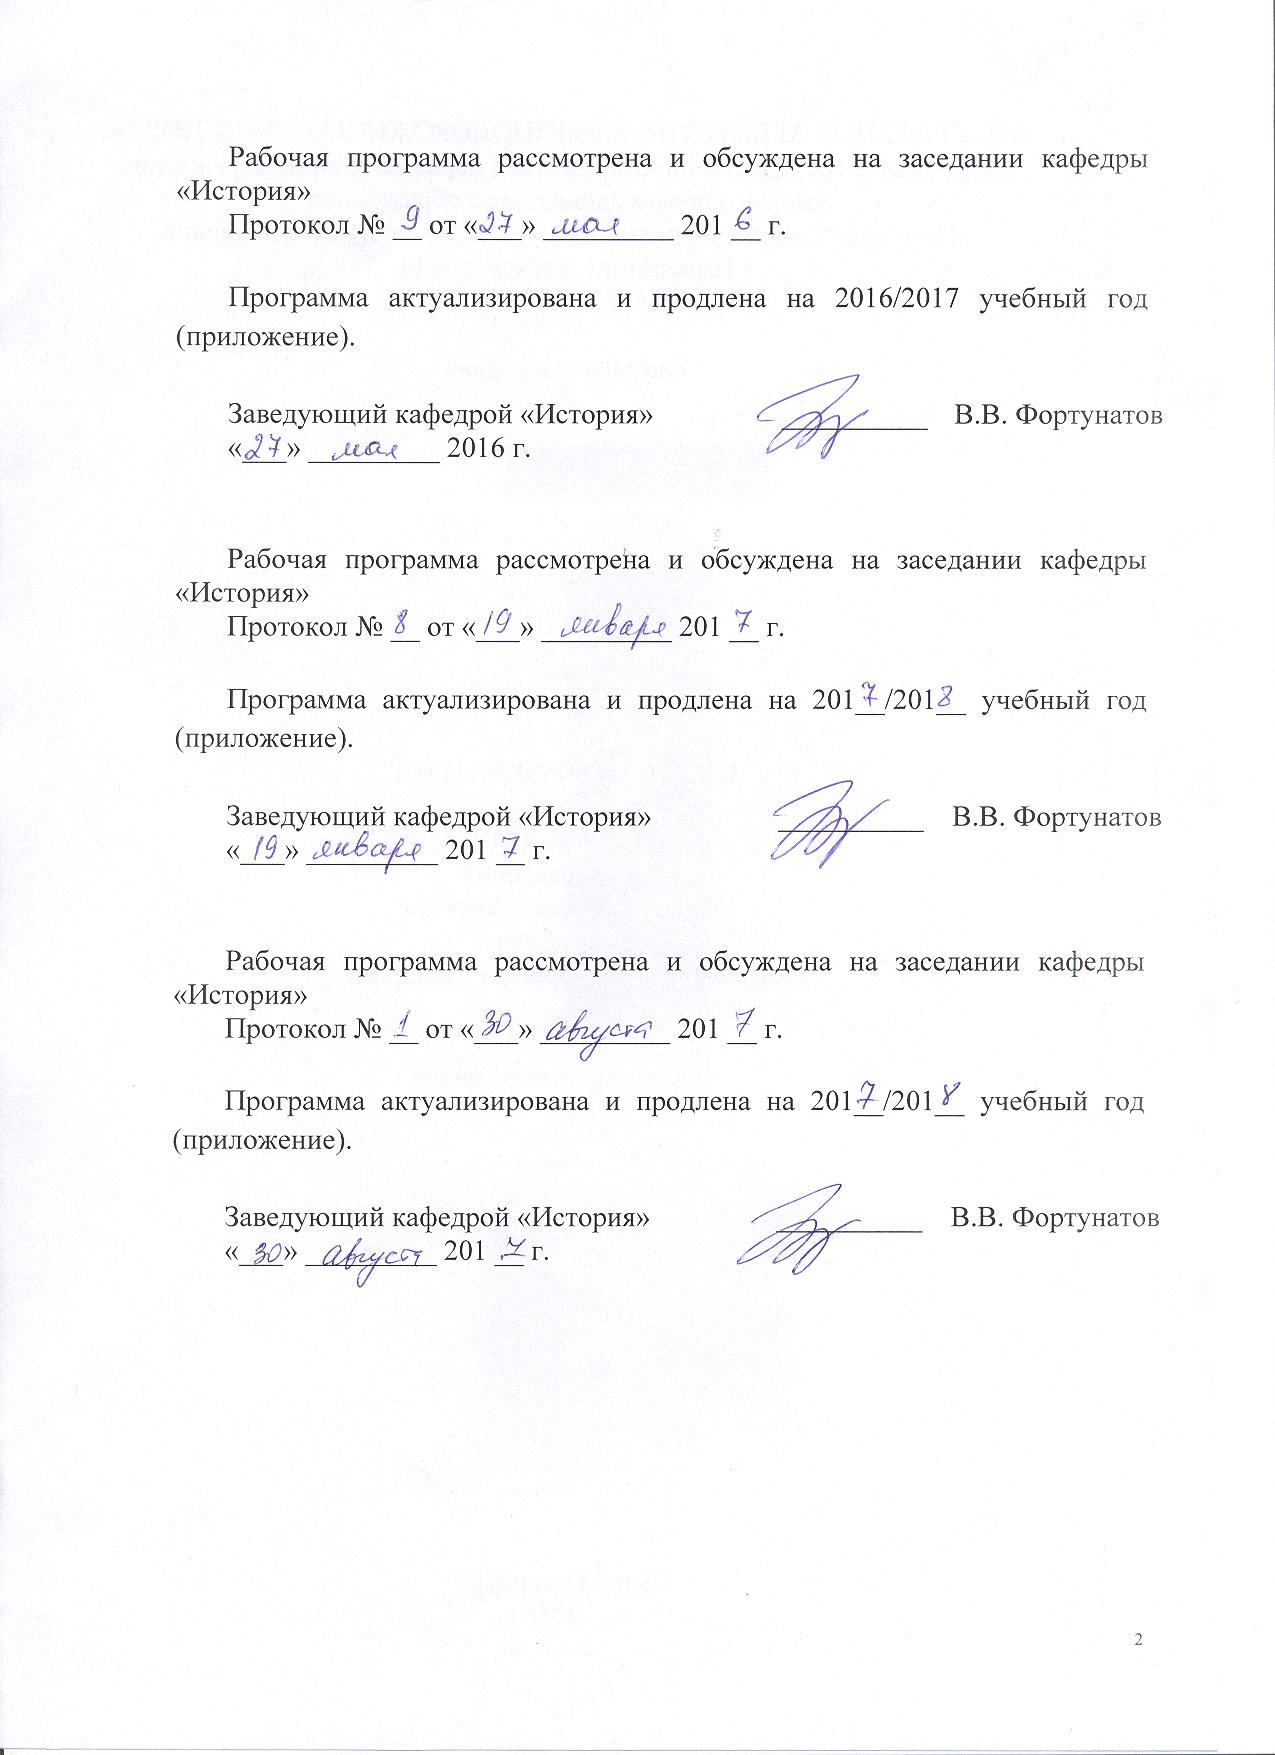 Рабочая программа рассмотрена и обсуждена на заседании кафедры
«История»
Протокол № 9 от «27» мая 2016 г.
Программа актуализирована и продлена на 2016/2017 учебный год
(приложение).
Заведующий кафедрой «История» В.В. Фортунатов
«27» мая 2016 г.
Рабочая программа рассмотрена и обсуждена на заседании кафедры
«История»
Протокол № 8 от «19» января 2017 г.
Программа актуализирована и продлена на 2017/2018 учебный год
(приложение).
Заведующий кафедрой «История» В.В. Фортунатов
«19» января 2017 г.
Рабочая программа рассмотрена и обсуждена на заседании кафедры
«История»
Протокол № 1 от «30» августа 2017 г.
Программа актуализирована и продлена на 2017/2018 учебный год
(приложение).
Заведующий кафедрой «История» В.В. Фортунатов
«30» августа 2017 г.
2